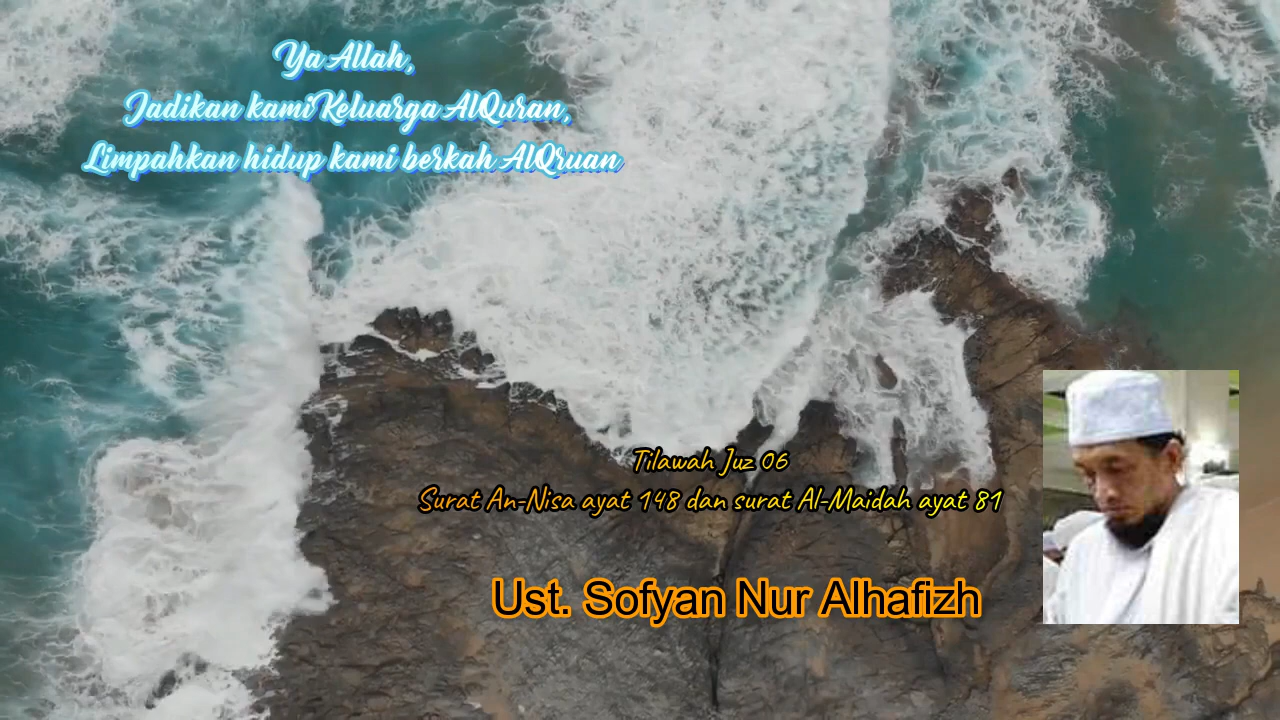 Ya Allah,
Jadikan kami Keluarga AlQuran,
Limpahkan hidup kami berkah AlQruan
Tilawah Juz 06
Surat An-Nisa ayat 148 dan surat Al-Maidah ayat 81
Ust. Sofyan Nur Alhafizh